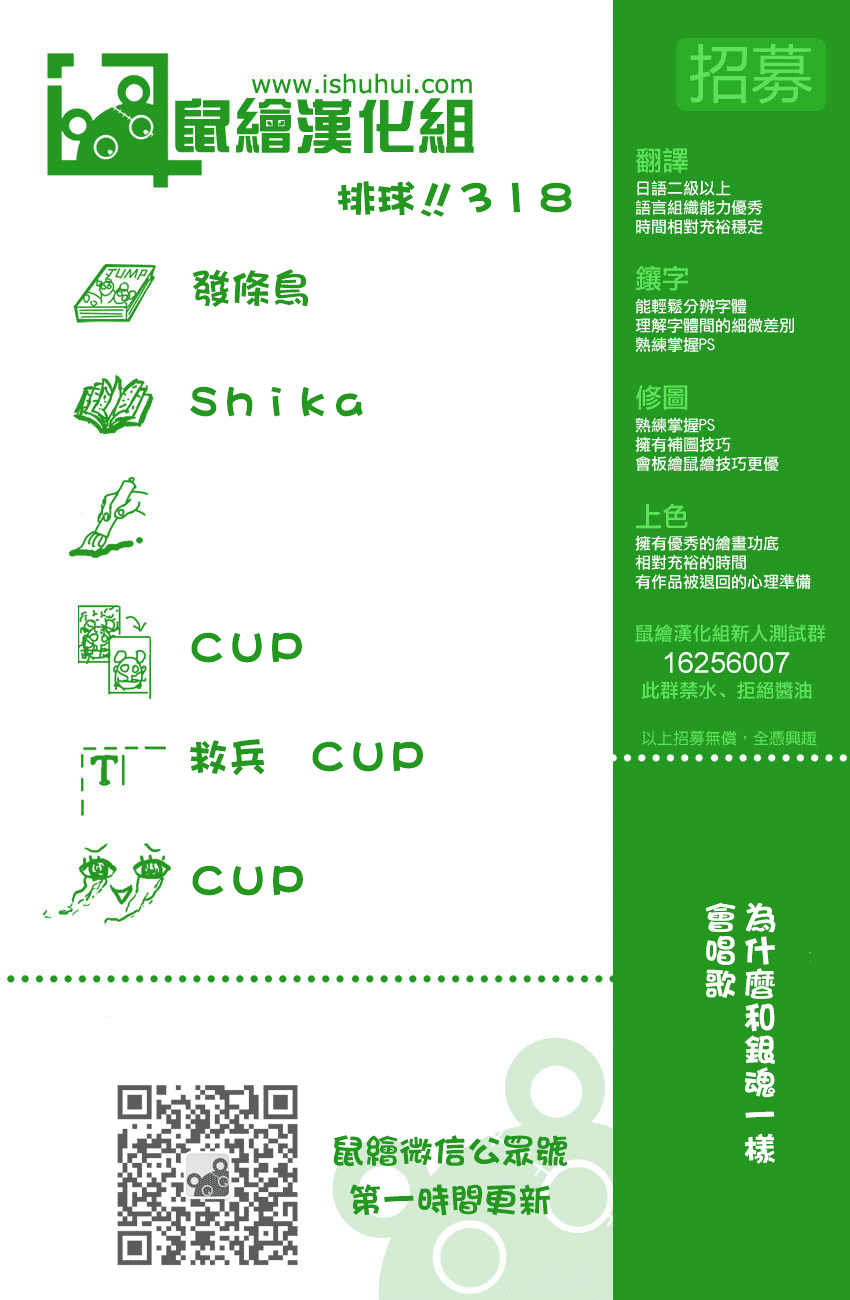 www.ishuhui.com
鼠繪漢化組
排球!!318
JUMP
發條鳥
Shika
cup
T
救兵 cup
cup
鼠繪微信公眾號
第一時間更新
招募
翻譯
日語二級以上
語言組織能力優秀
時間相對充裕穩定
鑲字
能輕鬆分辨字體
理解字體間的細微差別
熟練掌握PS
修圖
熟練掌握PS
擁有補圖技巧
會板繪鼠繪技巧更優
上色
擁有優秀的繪畫功底
相對充裕的時間
有作品被退回的心理準備
鼠繪漢化組新人測試群
16256007
此群禁水、拒絕醬油
以上招募無償，全憑興趣
為什麼和銀魂一樣
會唱歌